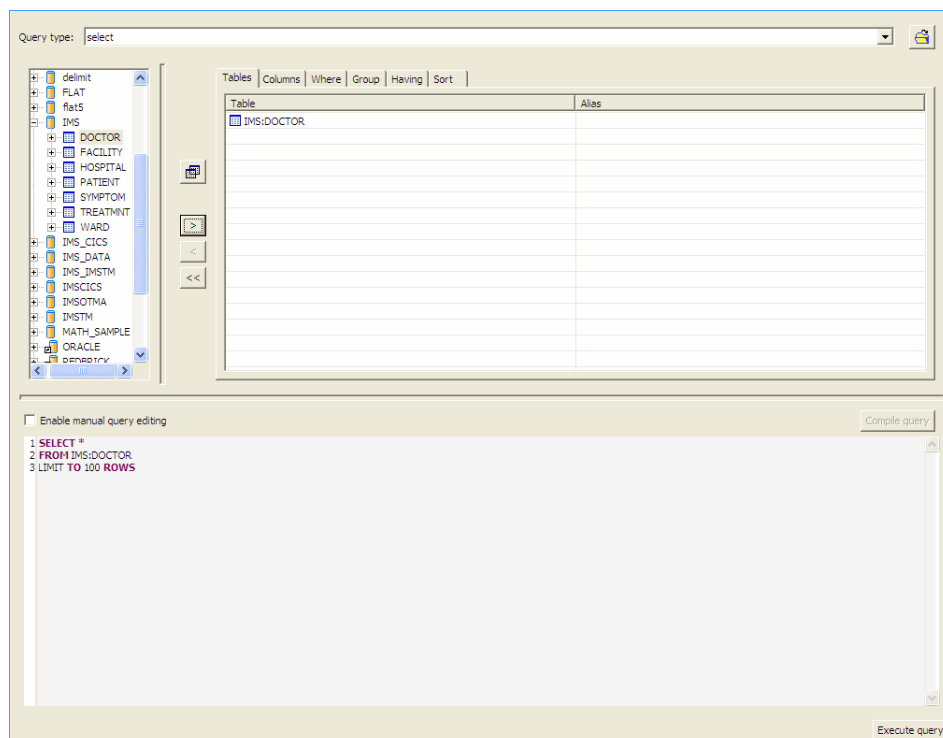 Query type: select
delimit
FLAT
flat5
IMS
DOCTOR
FACILITY
HOSPITAL
PATIENT
SYMPTOM
TREATMNT
WARD
IMS_CICS
IMS_DATA
IMS_IMSTM
IMSCICS
IMSOTMA
IMSTM
MATH_SAMPLE
ORACLE
REDBRICK
>
<
<<
Tables Columns Where Group Having Sort
Table Alias
IMS:DOCTOR
Enable manual query editing Compile query
1 SELECT *
2 FROM IMS:DOCTOR
3 LIMIT TO 100 ROWS
Execute query